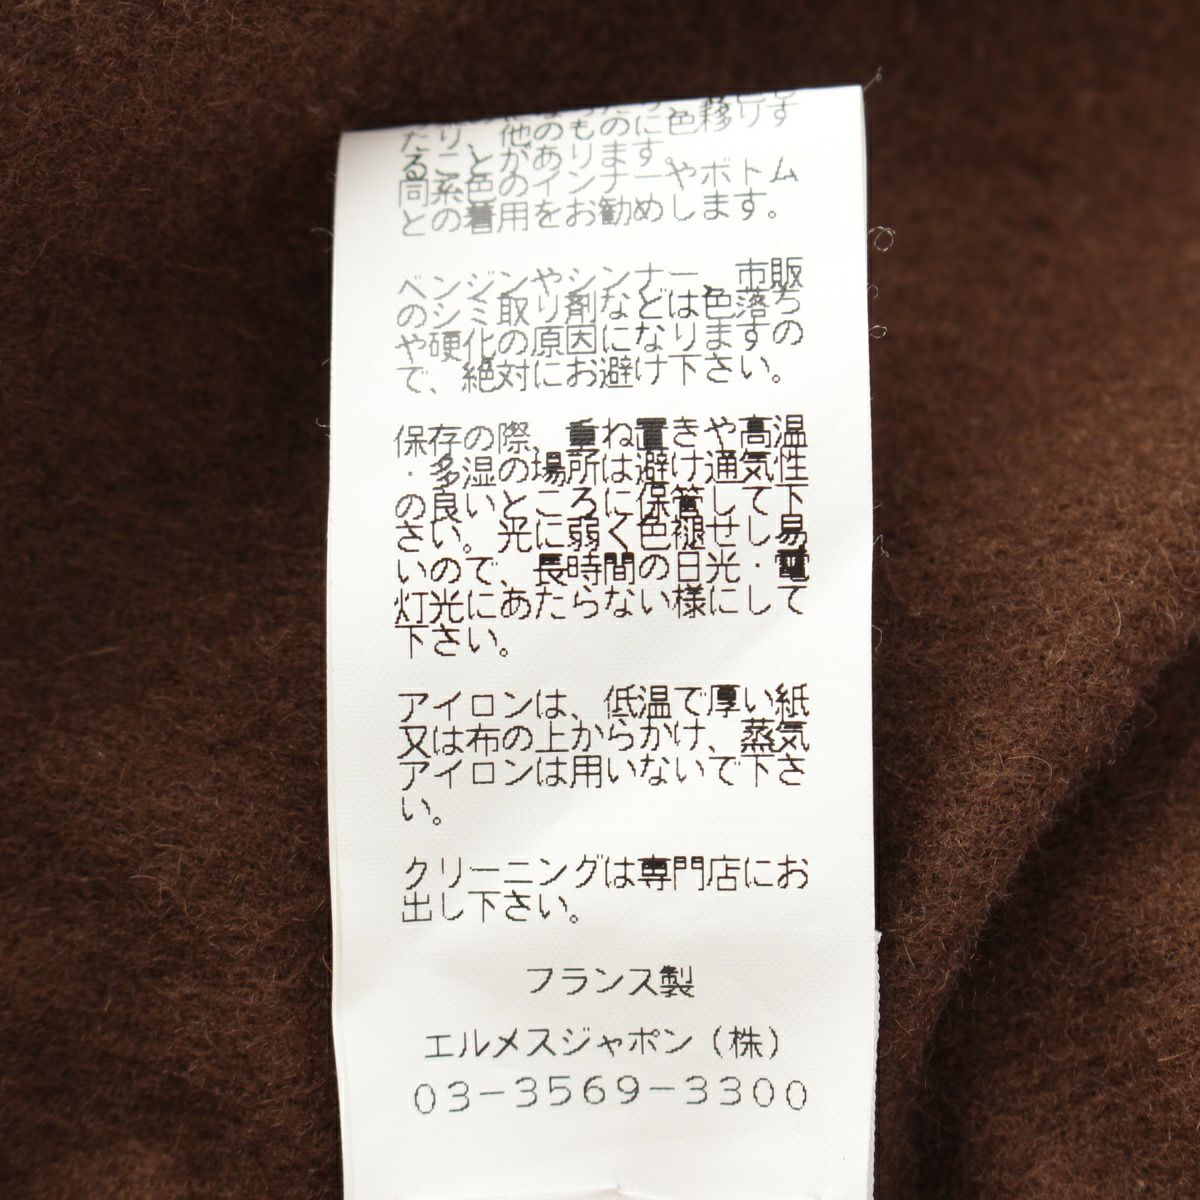 たり、他のものに色移りす
ることがあります。
同系色のインナーやボトム
との着用をお勧めします。
ベンジンやシンナー、市販
のシミ取り剤などは色落ち
や硬化の原因になりますの
で、絶対にお避け下さい。
保存の際、重ね置きや高温
・多湿の場所は避け通気性
の良いところに保管して下
さい。光に弱く色褪せし易
いので、長時間の日光・電
灯光にあたらない様にして
下さい。
アイロンは、低温で厚い紙
又は布の上からかけ、蒸気
アイロンは用いないで下さ
い。
クリーニングは専門店にお
出し下さい。
フランス製
エルメスジャポン（株）
03-3569-3300